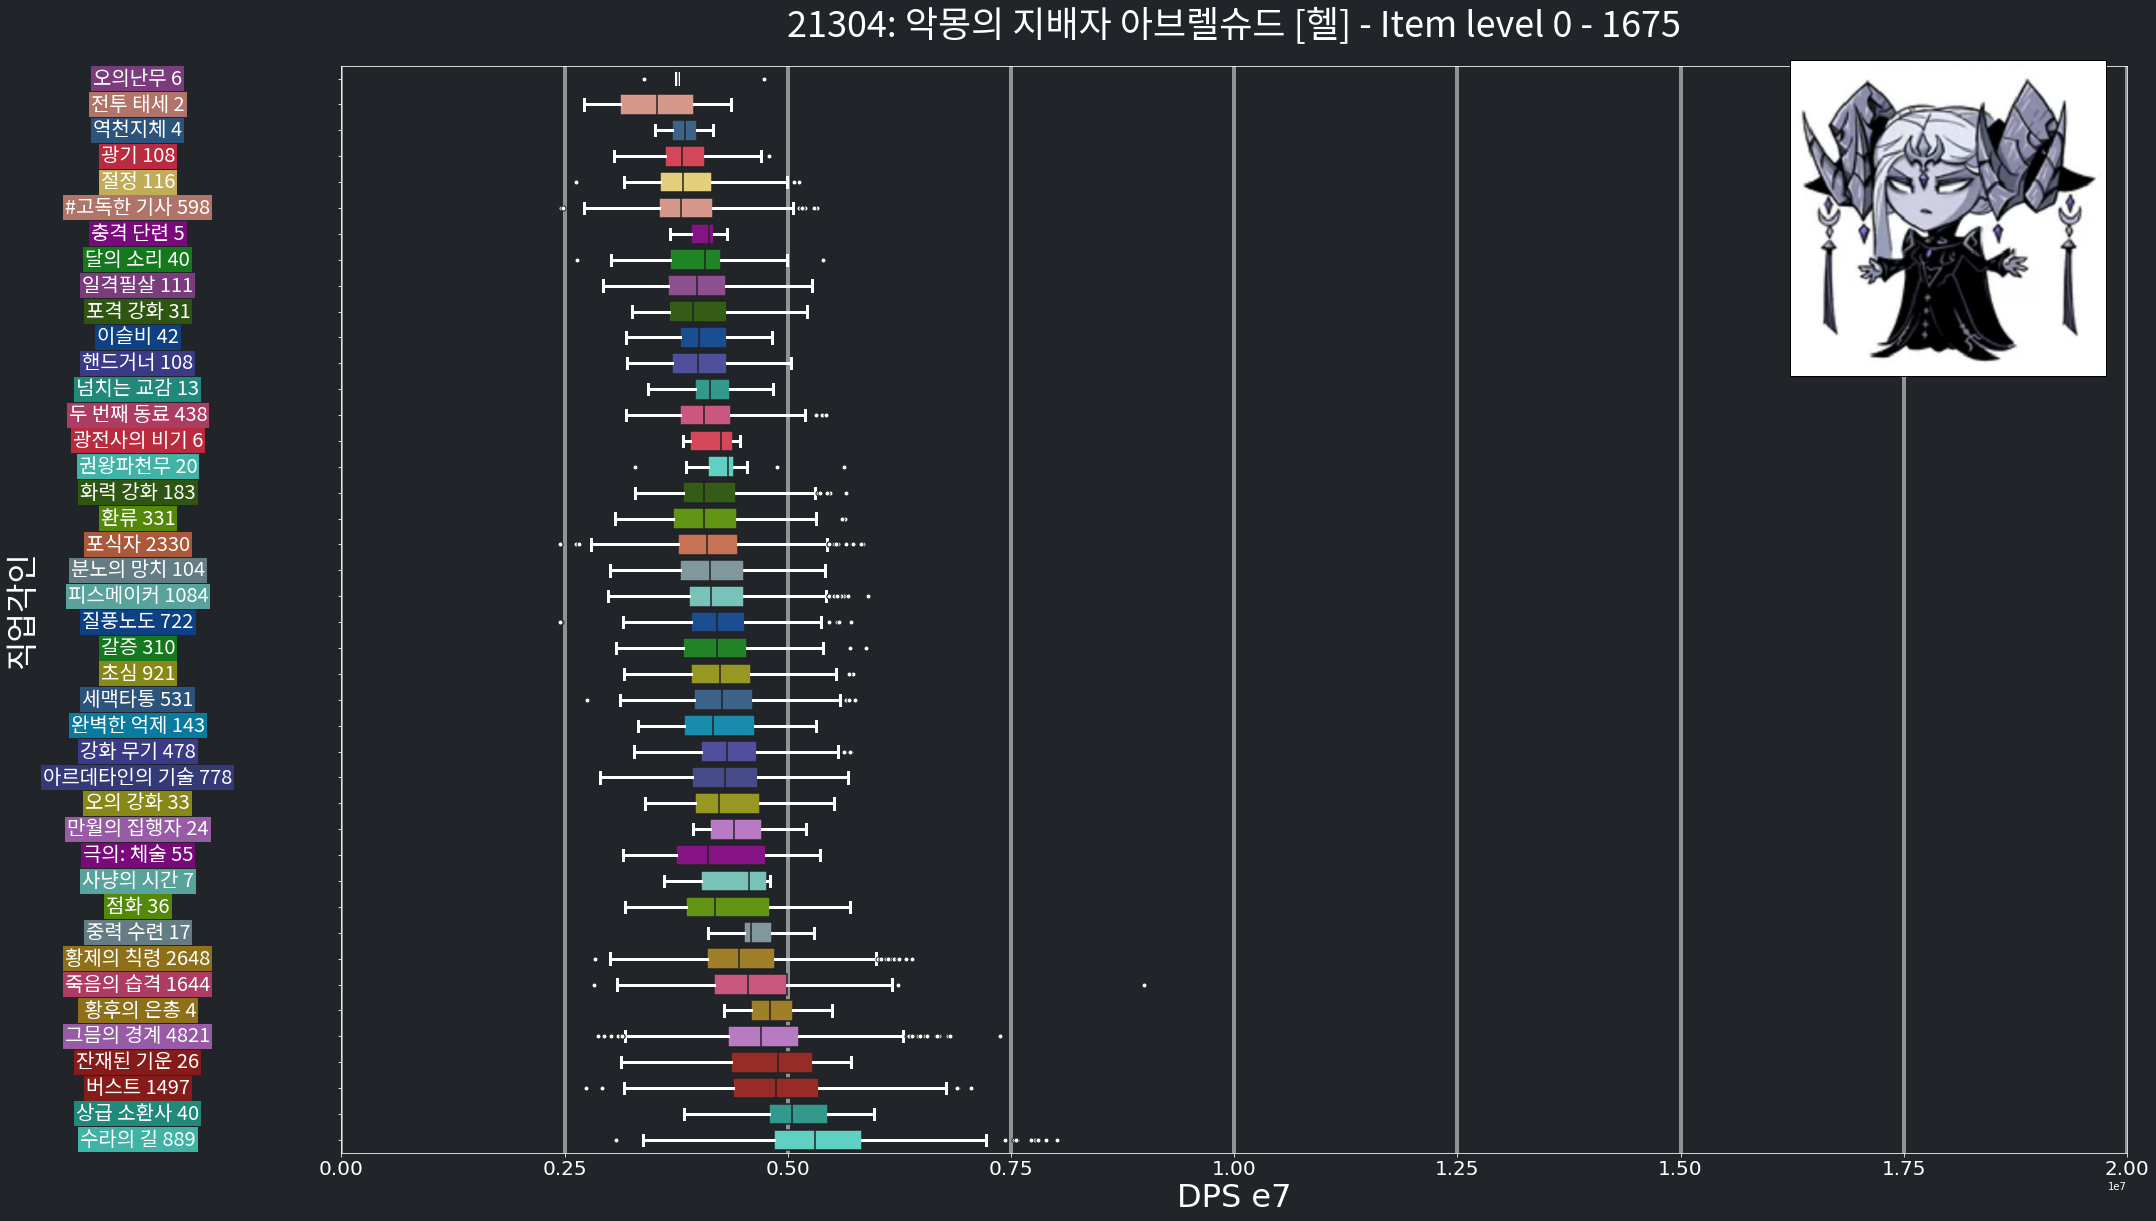 21304: 악몽의 지배자 아브렐슈드 [헬] - Item level 0 - 1675
직업각인
오의난무 6
전투 태세 2
역천지체 4
광기 108
절정 116
#고독한 기사 598
충격 단련 5
달의 소리 40
일격필살 111
포격 강화 31
이슬비 42
핸드거너 108
넘치는 교감 13
두 번째 동료 438
광전사의 비기 6
권왕파천무 20
화력 강화 183
환류 331
포식자 2330
분노의 망치 104
피스메이커 1084
질풍노도 722
갈증 310
초심 921
세맥타통 531
완벽한 억제 143
강화 무기 478
아르데타인의 기술 778
오의 강화 33
만월의 집행자 24
극의: 체술 55
사냥의 시간 7
점화 36
중력 수련 17
황제의 칙령 2648
죽음의 습격 1644
황후의 은총 4
그믐의 경계 4821
잔재된 기운 26
버스트 1497
상급 소환사 40
수라의 길 889
0.00 0.25 0.50 0.75 1.00 1.25 1.50 1.75 2.00
1e7
DPS e7